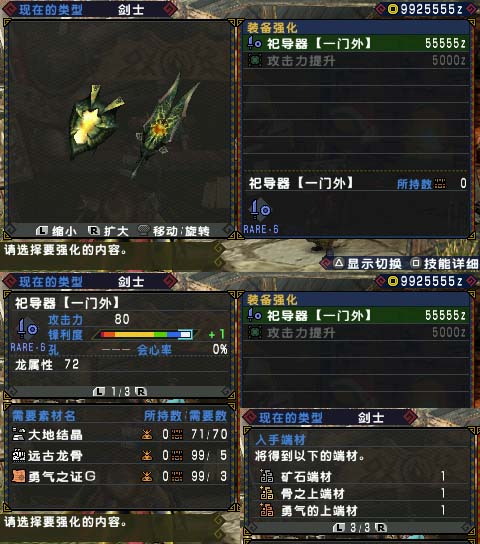 现在的类型 剑士
缩小 R 扩大 移动/旋转
请选择要强化的内容。
9925555z
装备强化
祀导器【一门外】 55555z
攻击力提升 5000z
祀导器【一门外】 所持数 0
RARE-6
△显示切换 □技能详细
现在的类型 剑士
祀导器【一门外】
攻击力 80
锋利度 +1
RARE-6 孔 --- 会心率 0%
龙属性 72
L 1/3 R
需要素材名 所持数/需要数
大地结晶 0 71/70
远古龙骨 0 99/ 5
勇气之证G 0 99/ 3
请选择要强化的内容。
9925555z
装备强化
祀导器【一门外】 55555z
攻击力提升 5000z
现在的类型 剑士
入手端材
将得到以下的端材。
矿石端材 1
骨之上端材 1
勇气的上端材 1
L 3/3 R